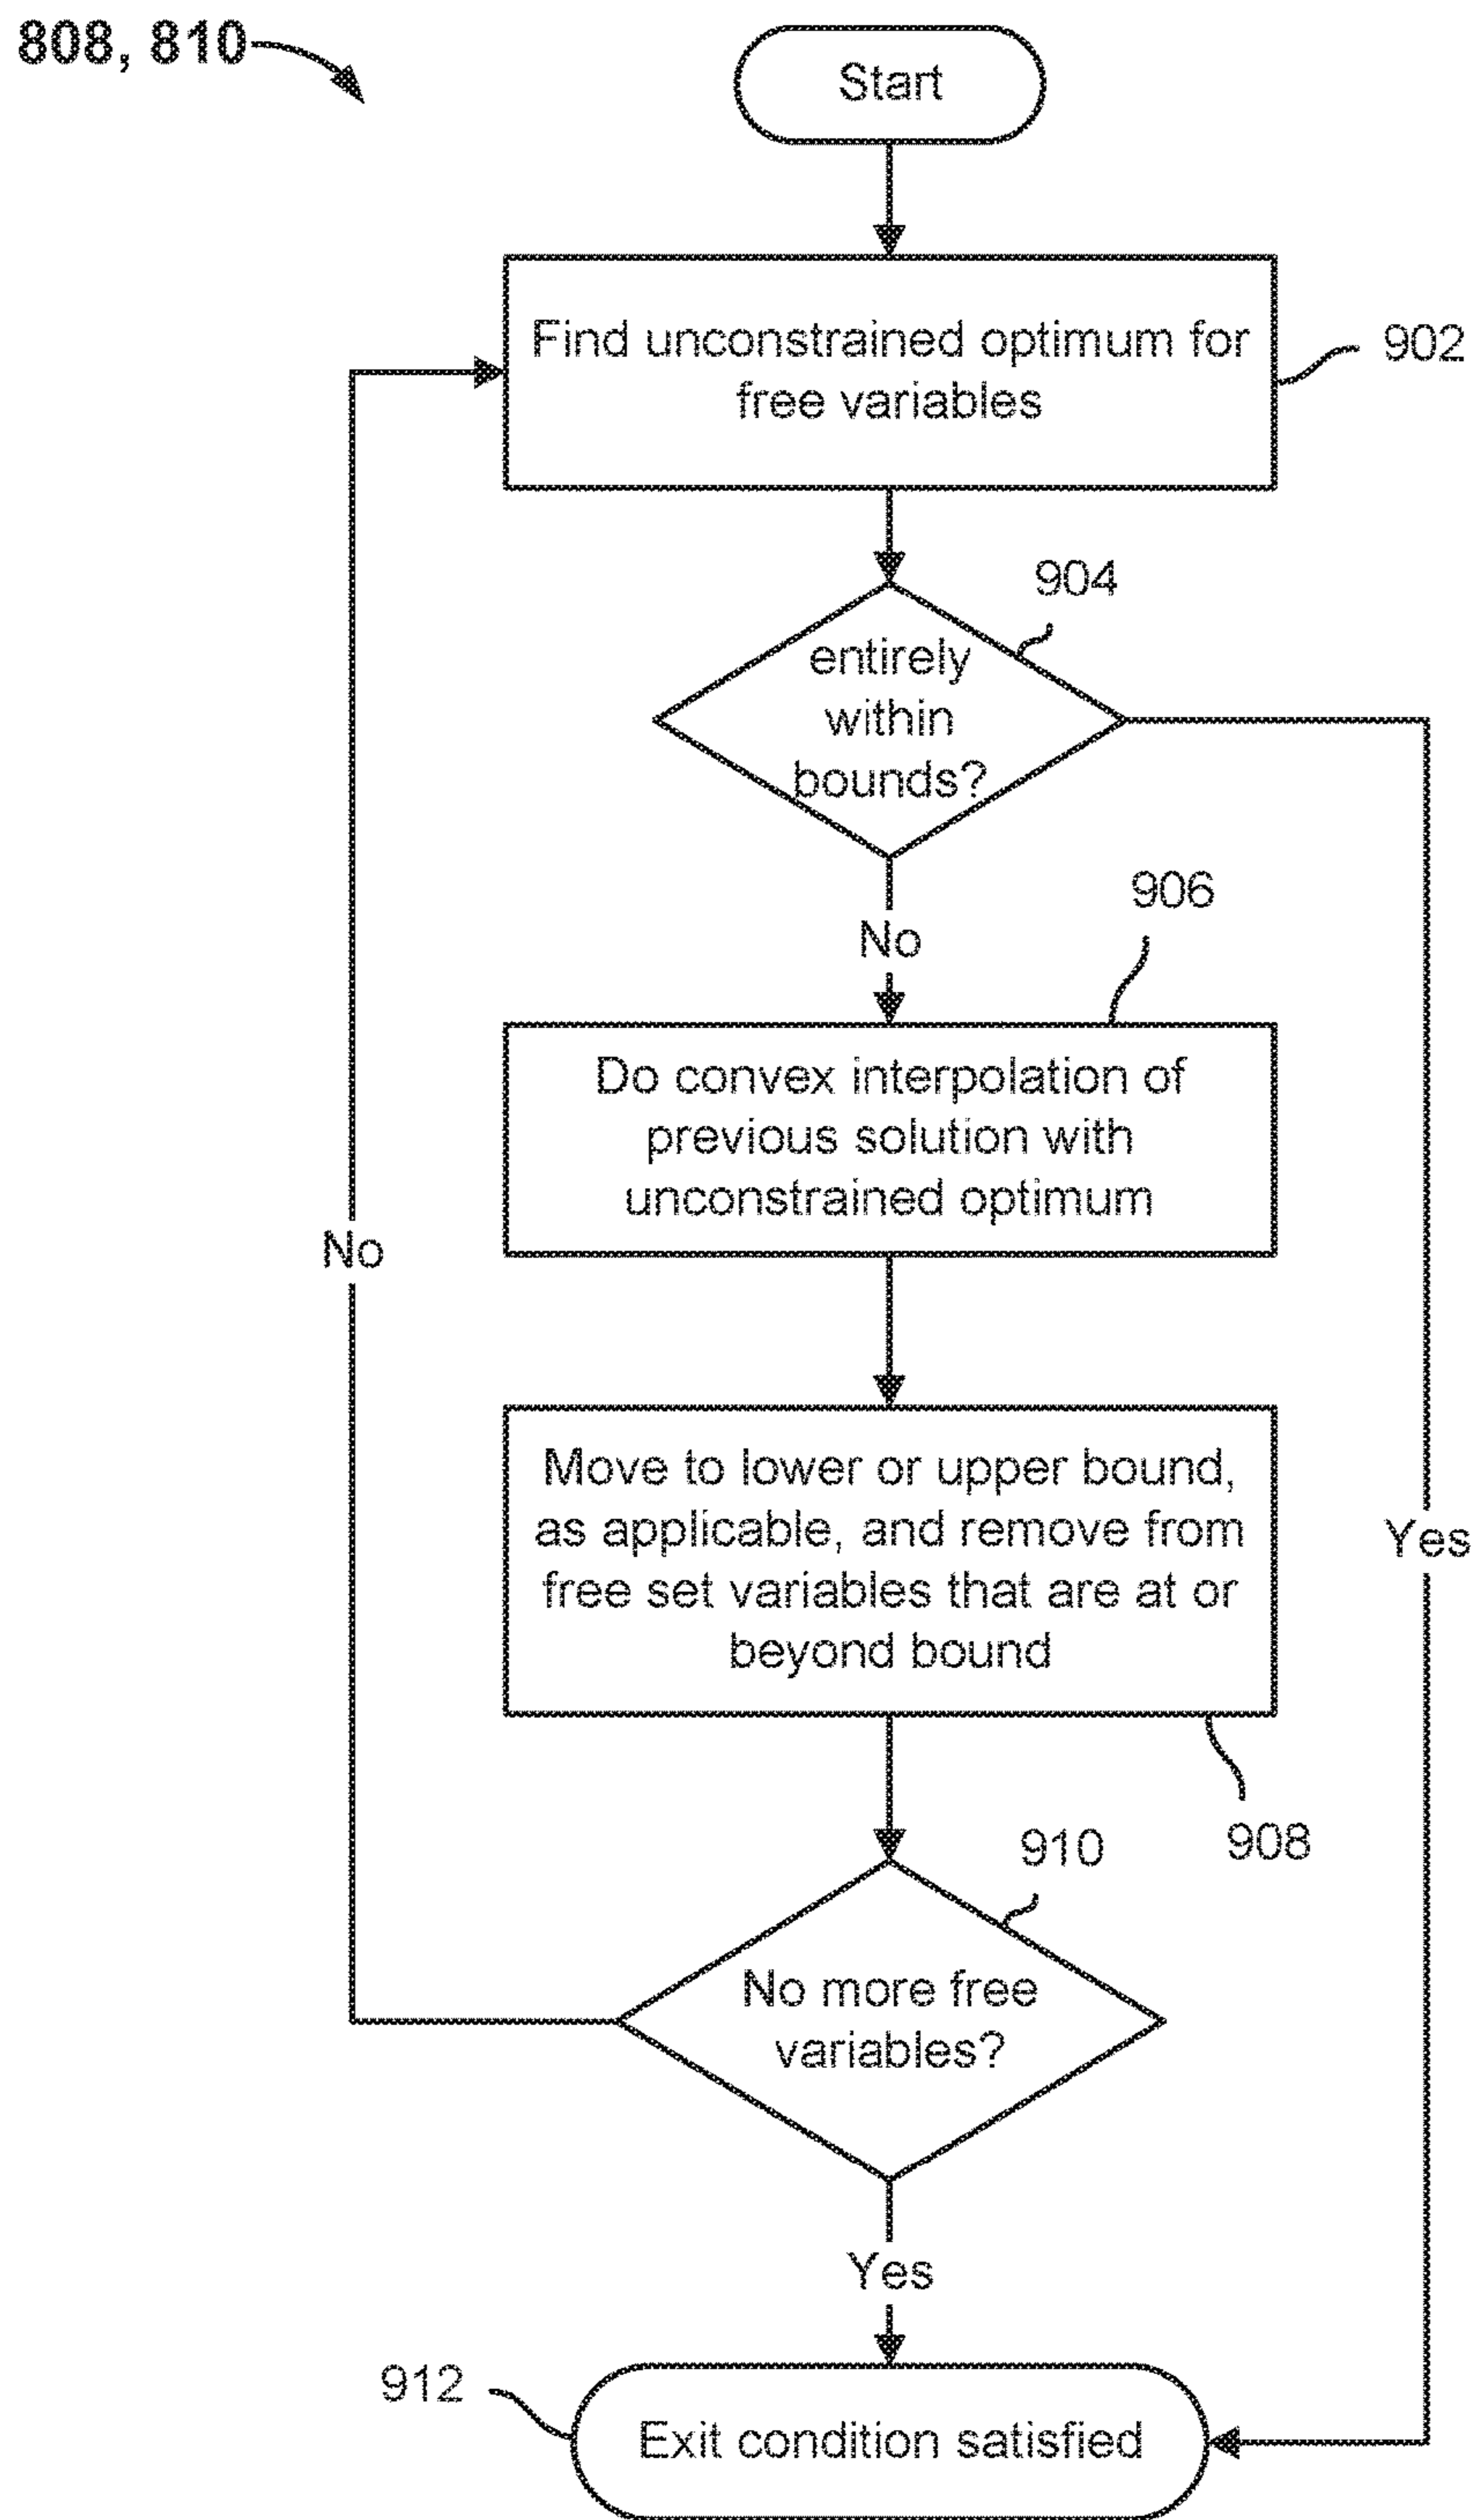 808, 810
Start
Find unconstrained optimum for
free variables
902
904
entirely
within
bounds?
No
906
Do convex interpolation of
previous solution with
unconstrained optimum
No
Move to lower or upper bound,
as applicable, and remove from
free set variables that are at or
beyond bound
Yes
908
910
No more free
variables?
Yes
912
Exit condition satisfied